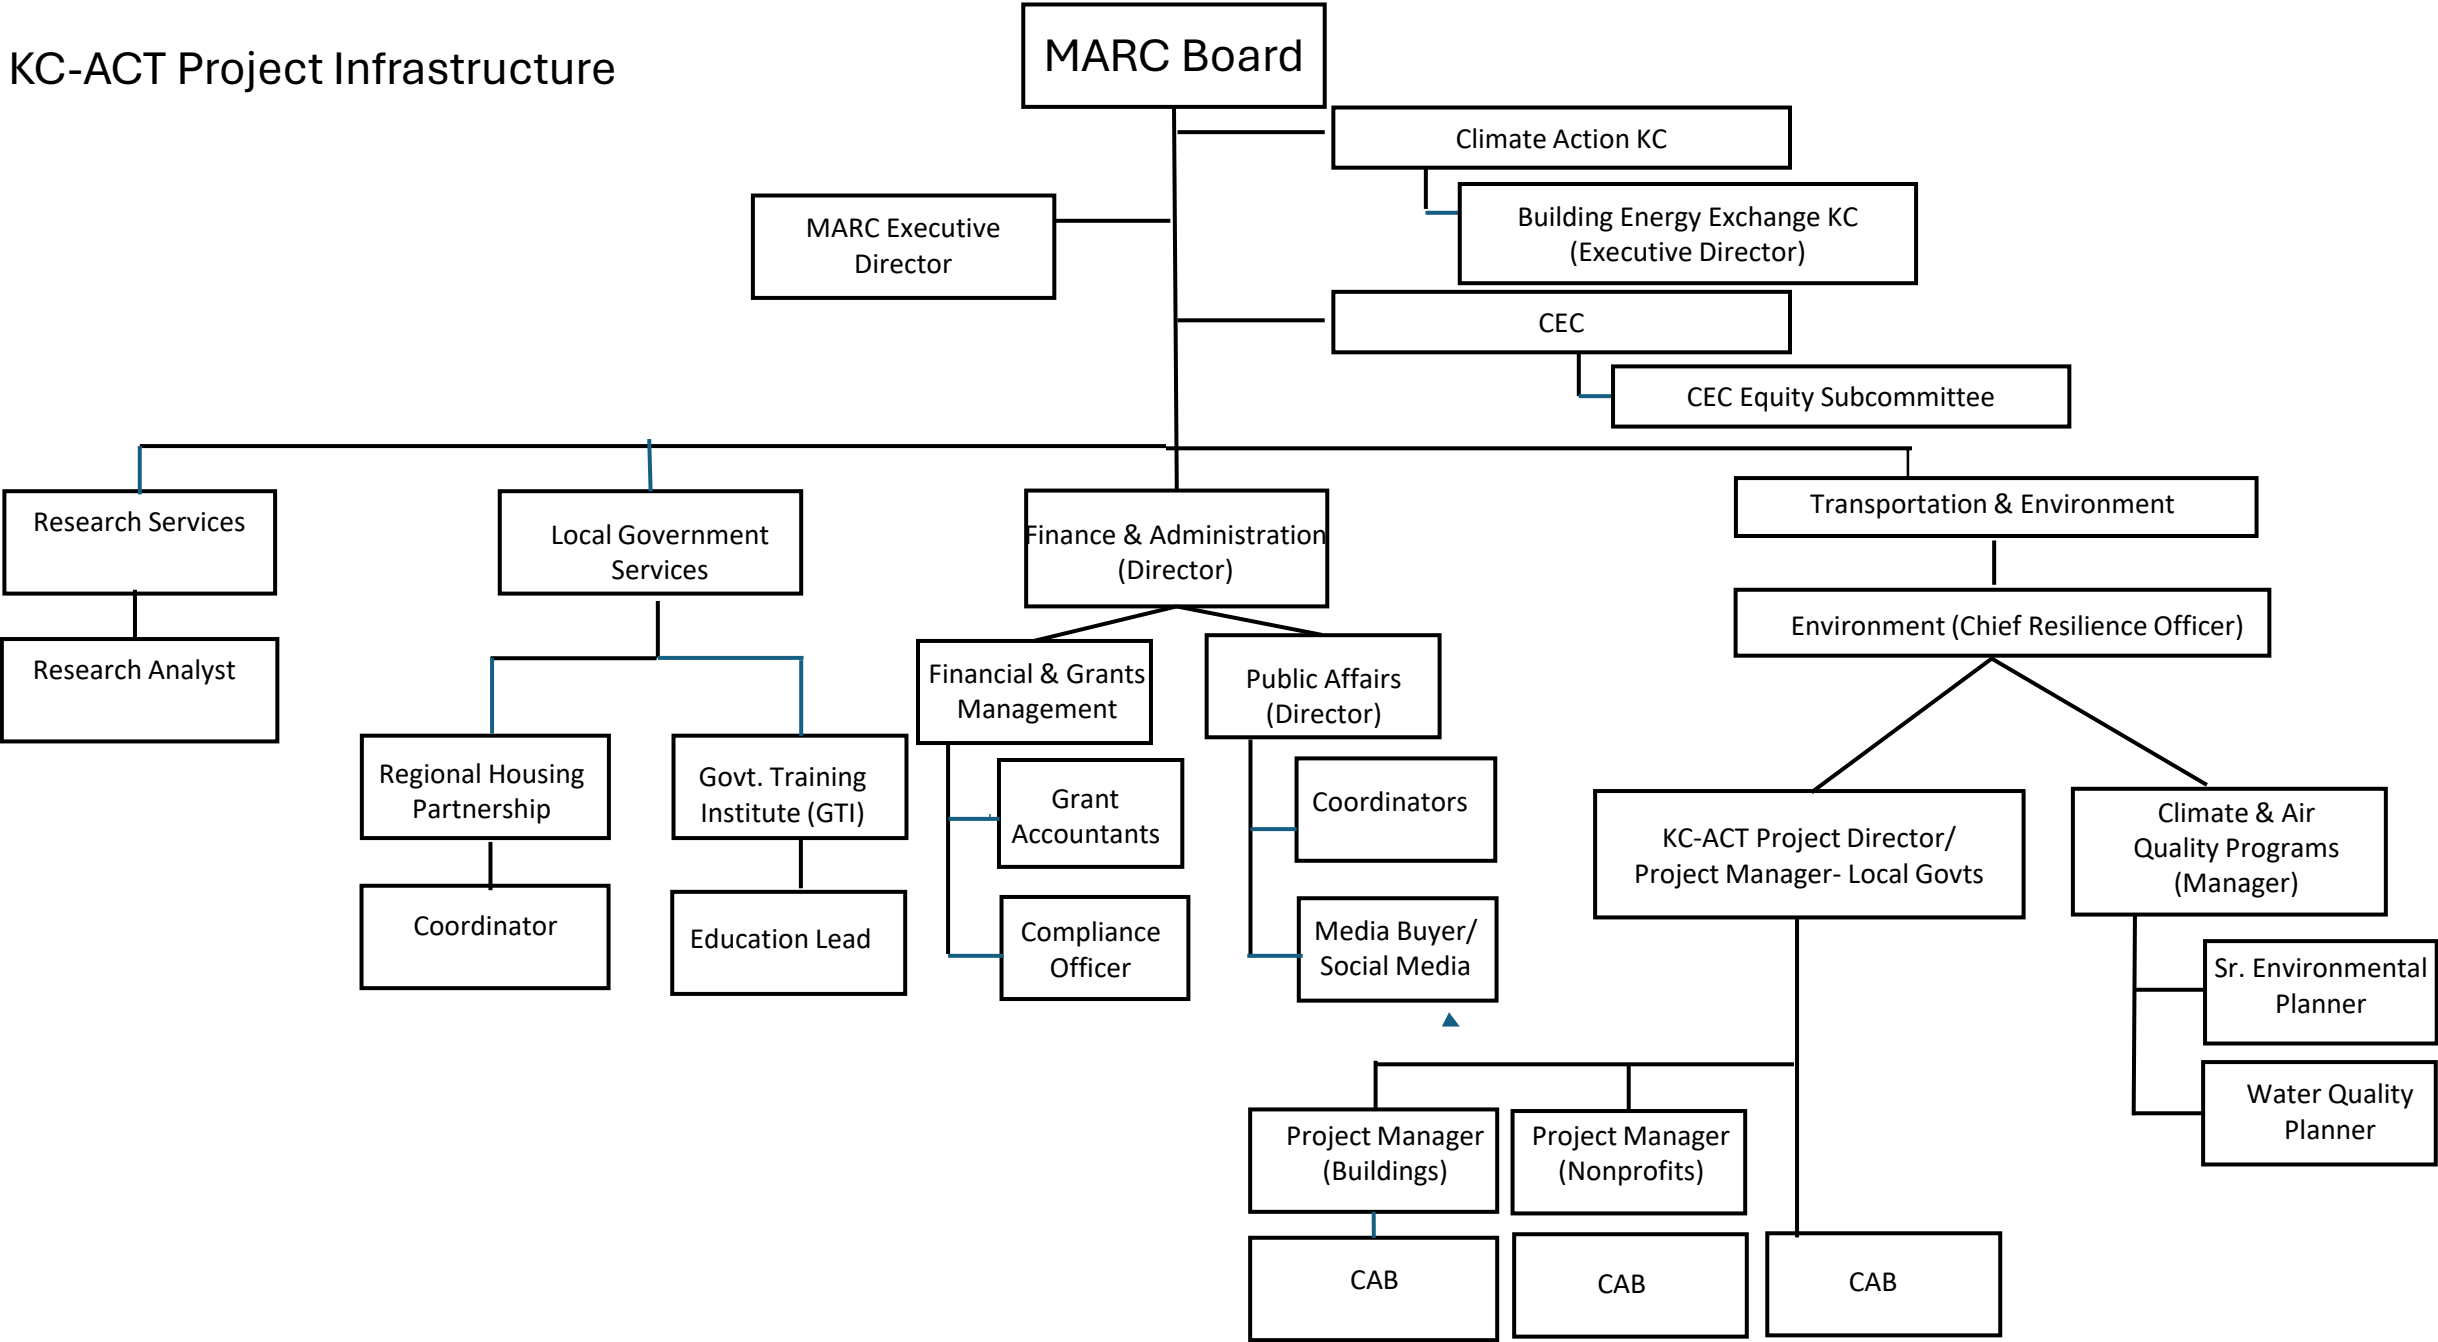 KC-ACT Project Infrastructure
MARC Board
Climate Action KC
MARC Executive
Director
Building Energy Exchange KC
(Executive Director)
CEC
CEC Equity Subcommittee
Research Services
Local Government
Services
Finance & Administration
(Director)
Transportation & Environment
Environment (Chief Resilience Officer)
Research Analyst
Financial & Grants
Management
Public Affairs
(Director)
Regional Housing
Partnership
Govt. Training
Institute (GTI)
Grant
Accountants
Coordinators
KC-ACT Project Director/
Project Manager- Local Govts
Climate & Air
Quality Programs
(Manager)
Coordinator
Education Lead
Compliance
Officer
Media Buyer/
Social Media
Sr. Environmental
Planner
Water Quality
Planner
Project Manager
(Buildings)
Project Manager
(Nonprofits)
CAB
CAB
CAB